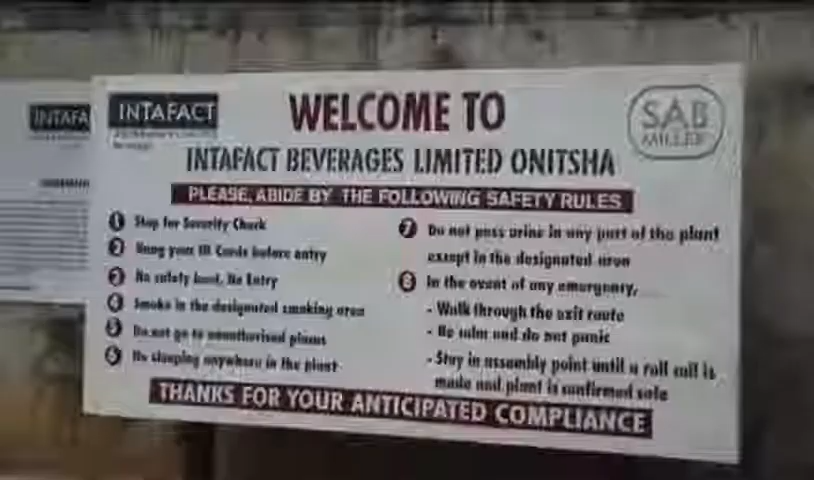 INTAFA
INTAFACT
WELCOME TO
SAB
MILLER
INTAFACT BEVERAGES LIMITED ONITSHA
PLEASE, ABIDE BY THE FOLLOWING SAFETY RULES
1 Stop for Security Check
2 Hang your ID Cards before entry
3 No safety boot, No Entry
4 Smoke in the designated smoking area
5 Do not go to unauthorised places
6 No sleeping anywhere in the plant
7 Do not pass urine in any part of the plant
except in the designated area
8 In the event of any emergency,
- Walk through the exit route
- Be calm and do not panic
- Stay in assembly point until a roll call is
made and plant is confirmed safe
THANKS FOR YOUR ANTICIPATED COMPLIANCE